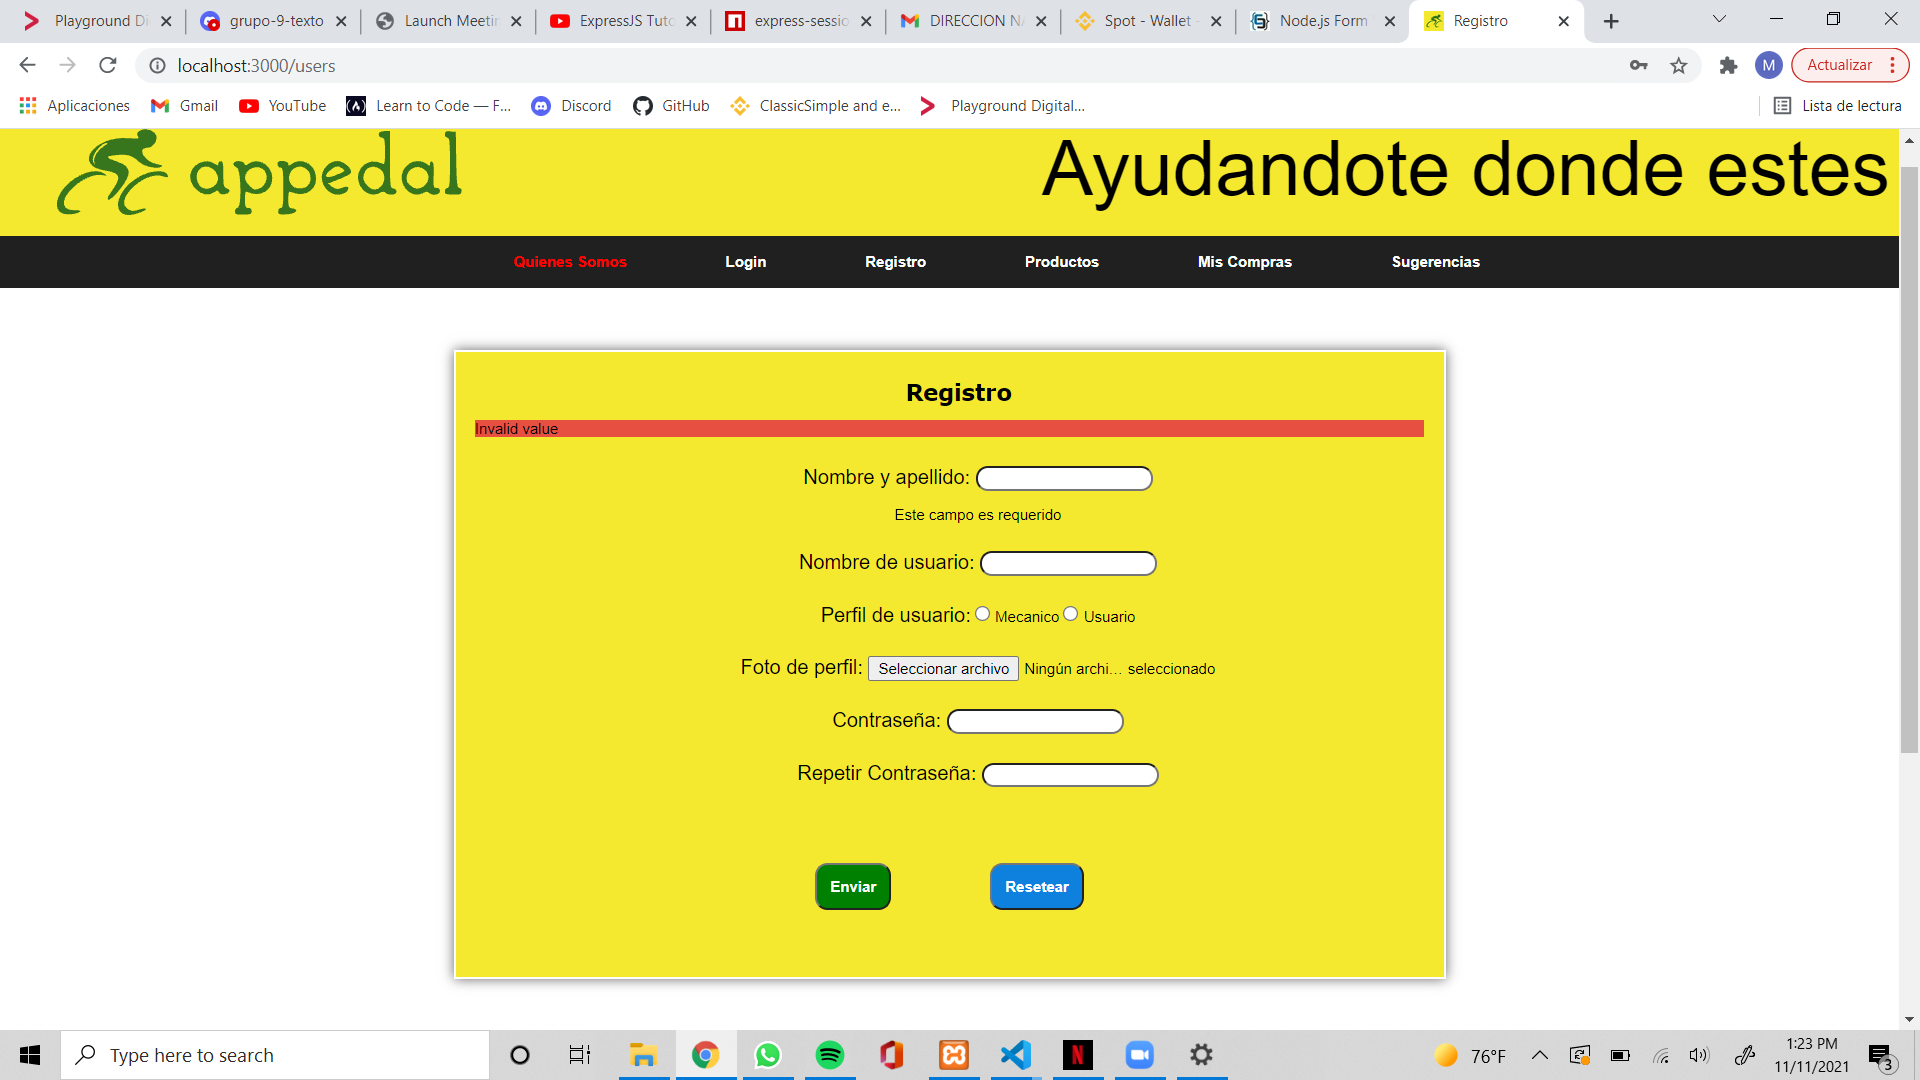 Playground Di
grupo-9-texto
Launch Meetin
ExpressJS Tuto
express-sessio
DIRECCION NA
Spot - Wallet -
Node.js Form
Registro
localhost:3000/users
M
Actualizar
Aplicaciones
Gmail
YouTube
Learn to Code — F...
Discord
GitHub
ClassicSimple and e...
Playground Digital...
Lista de lectura
appedal
Ayudandote donde estes
Quienes Somos
Login
Registro
Productos
Mis Compras
Sugerencias
Registro
Invalid value
Nombre y apellido:
Este campo es requerido
Nombre de usuario:
Perfil de usuario: Mecanico Usuario
Foto de perfil: Seleccionar archivo Ningún archi... seleccionado
Contraseña:
Repetir Contraseña:
Enviar
Resetear
Type here to search
76°F
1:23 PM
11/11/2021
3